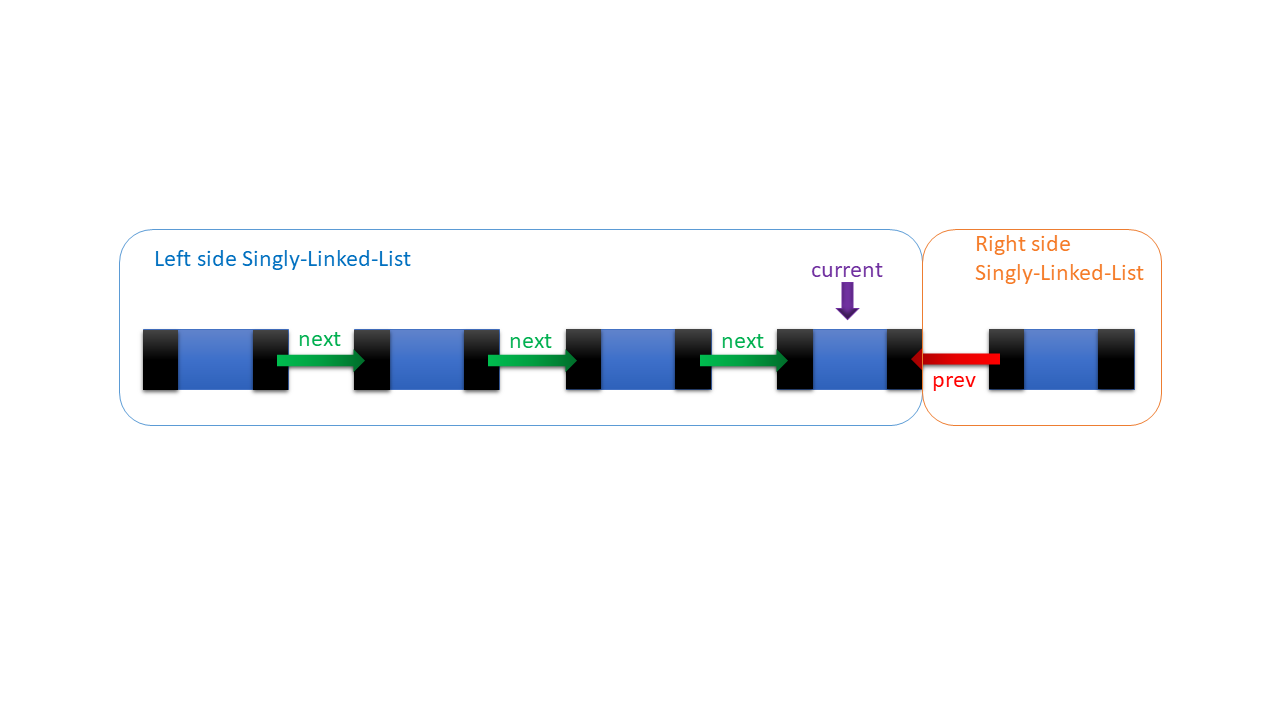 Left side Singly-Linked-List
Right side
Singly-Linked-List
current
next
next
next
prev